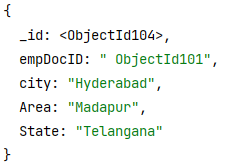 {
  _id: <ObjectId104>,
  empDocID: " ObjectId101",
  city: "Hyderabad",
  Area: "Madapur",
  State: "Telangana"
}